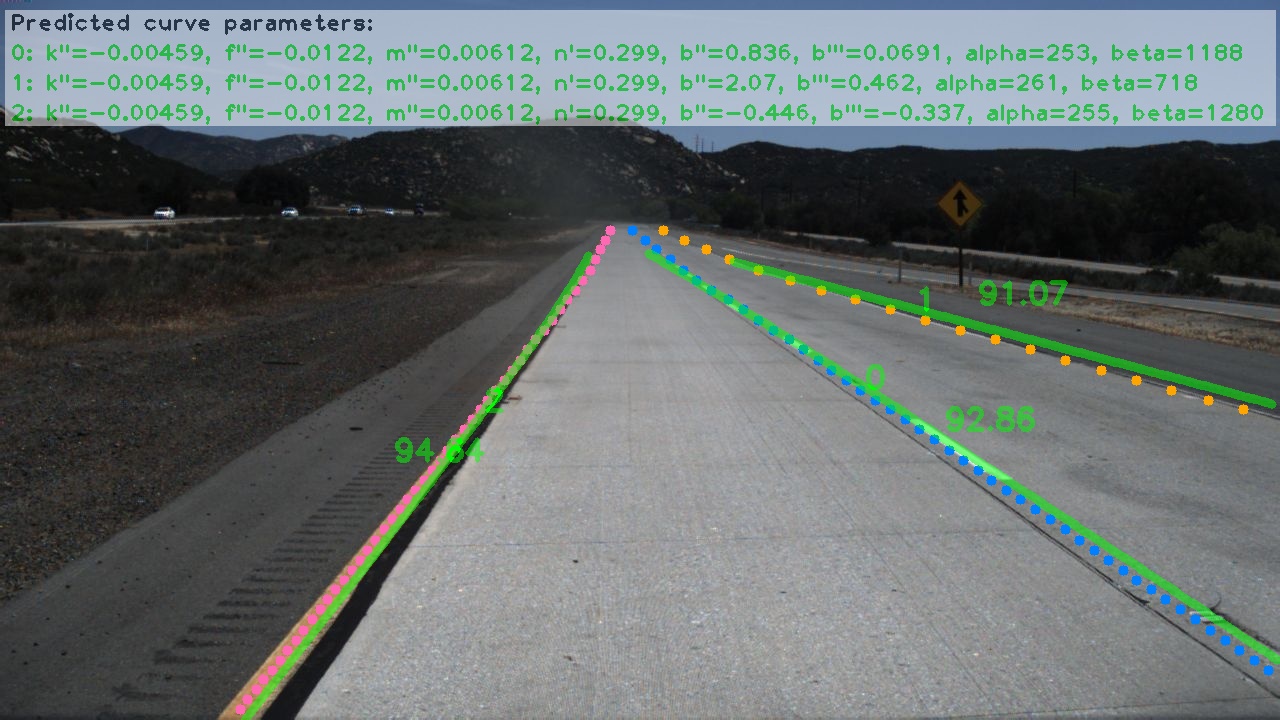 Predicted curve parameters:
0: k''=-0.00459, f''=-0.0122, m''=0.00612, n'=0.299, b''=0.836, b'''=0.0691, alpha=253, beta=1188
1: k''=-0.00459, f''=-0.0122, m''=0.00612, n'=0.299, b''=2.07, b'''=0.462, alpha=261, beta=718
2: k''=-0.00459, f''=-0.0122, m''=0.00612, n'=0.299, b''=-0.446, b'''=-0.337, alpha=255, beta=1280
1 91.07
0
92.86
2
94.64